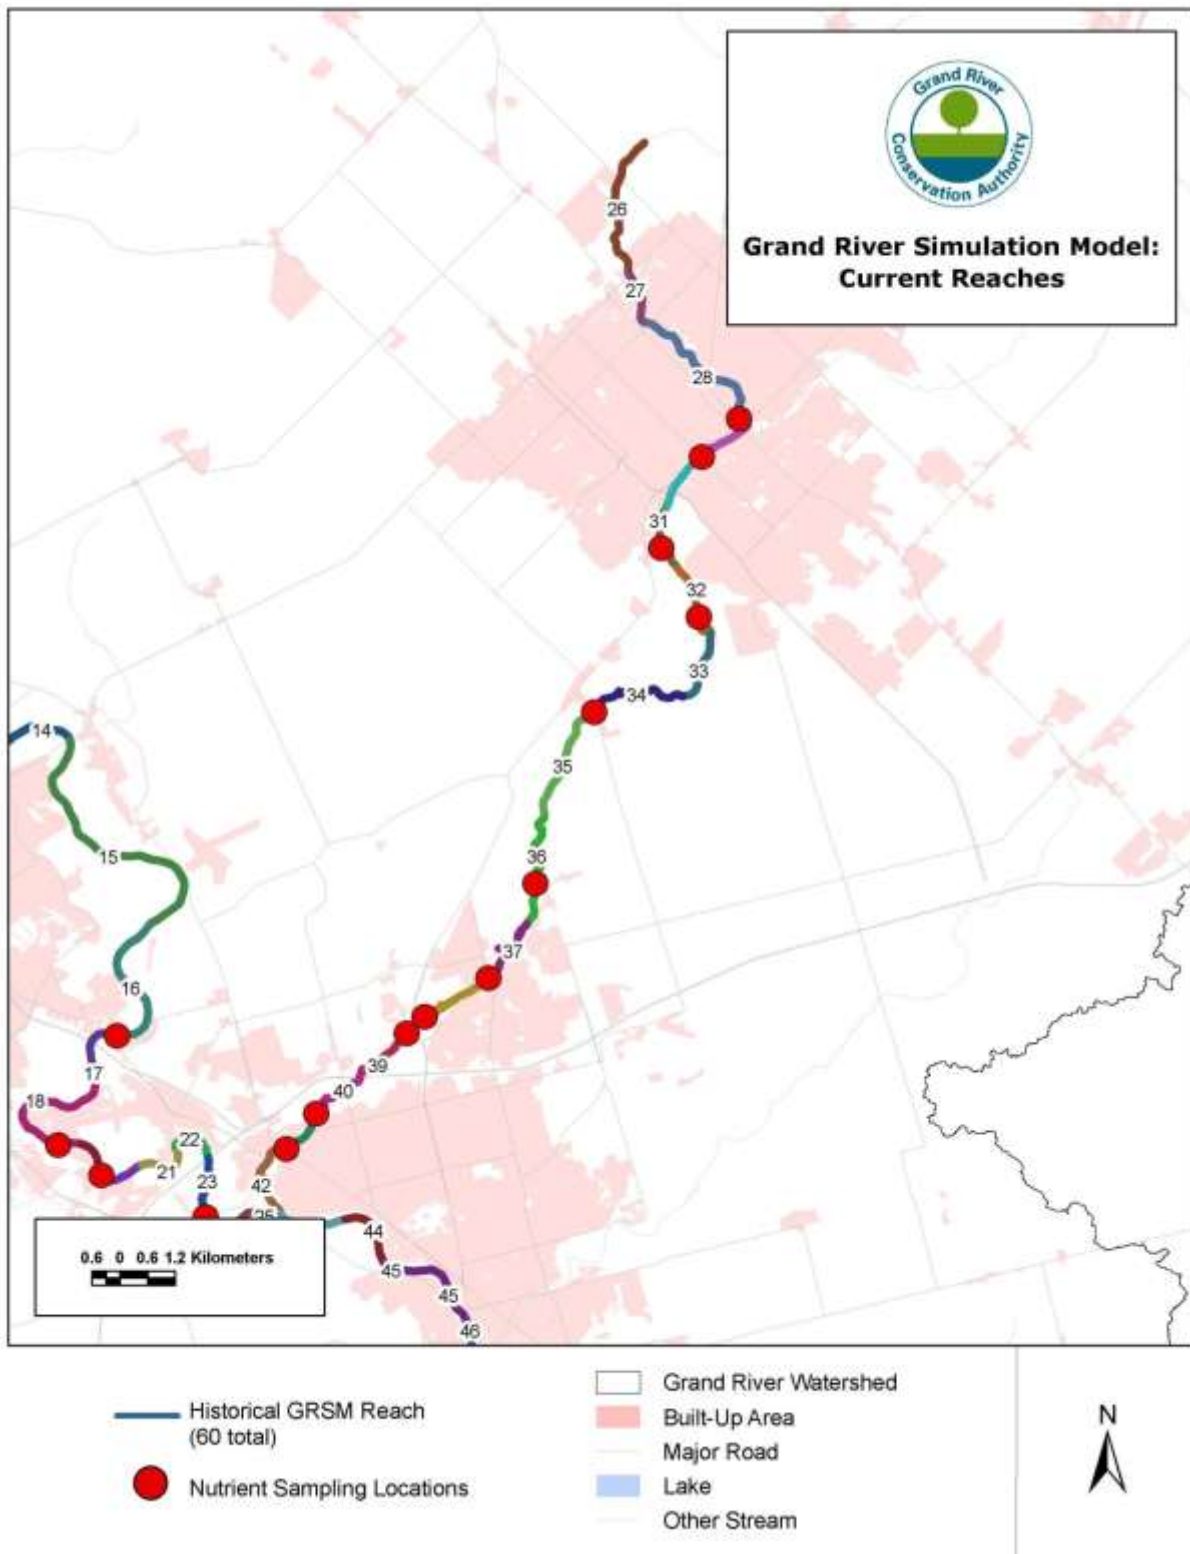 Grand River
Conservation Authority
Grand River Simulation Model:
Current Reaches
26
27
28
31
32
33
34
14
35
15
36
37
16
39
17
40
18
22
21
23
42
44
45
45
46
0.6 0 0.6 1.2 Kilometers
Historical GRSM Reach
(60 total)
Nutrient Sampling Locations
Grand River Watershed
Built-Up Area
Major Road
Lake
Other Stream
N